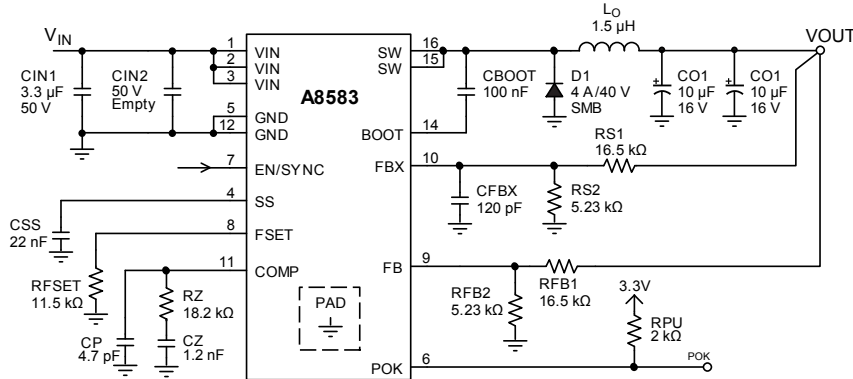 VIN
CIN1
3.3 µF
50 V
CIN2
50 V
Empty
1
2
3
5
12
7
4
8
11
VIN
VIN
VIN
GND
GND
EN/SYNC
SS
FSET
COMP
A8583
PAD
SW
SW
BOOT
FBX
FB
POK
16
15
14
10
9
6
CBOOT
100 nF
D1
4 A/40 V
SMB
LO
1.5 µH
CO1
10 µF
16 V
CO1
10 µF
16 V
VOUT
RS1
16.5 kΩ
CFBX
120 pF
RS2
5.23 kΩ
RFB2
5.23 kΩ
RFB1
16.5 kΩ
3.3V
RPU
2 kΩ
POK
CSS
22 nF
RFSET
11.5 kΩ
RZ
18.2 kΩ
CP
4.7 pF
CZ
1.2 nF